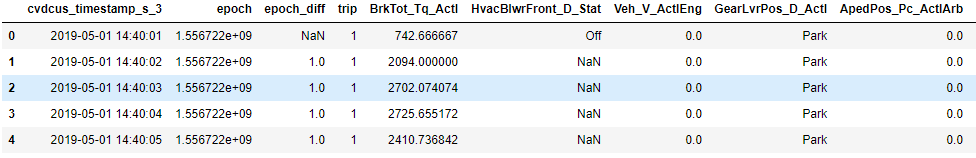 cvdcus_timestamp_s_3 epoch epoch_diff trip BrkTot_Tq_Actl HvacBlwrFront_D_Stat Veh_V_ActlEng GearLvrPos_D_Actl ApedPos_Pc_ActlArb
0 2019-05-01 14:40:01 1.556722e+09 NaN 1 742.666667 Off 0.0 Park 0.0
1 2019-05-01 14:40:02 1.556722e+09 1.0 1 2094.000000 NaN 0.0 Park 0.0
2 2019-05-01 14:40:03 1.556722e+09 1.0 1 2702.074074 NaN 0.0 Park 0.0
3 2019-05-01 14:40:04 1.556722e+09 1.0 1 2725.655172 NaN 0.0 Park 0.0
4 2019-05-01 14:40:05 1.556722e+09 1.0 1 2410.736842 NaN 0.0 Park 0.0